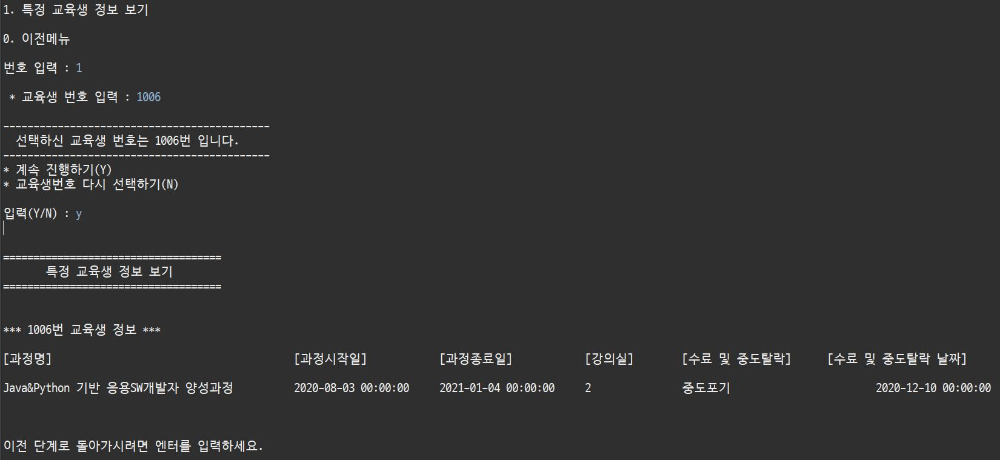 1. 특정 교육생 정보 보기
0. 이전메뉴
번호 입력 : 1
* 교육생 번호 입력 : 1006
--------------------------------------------
선택하신 교육생 번호는 1006번 입니다.
--------------------------------------------
* 계속 진행하기(Y)
* 교육생번호 다시 선택하기(N)
입력(Y/N) : y
====================================
특정 교육생 정보 보기
====================================
*** 1006번 교육생 정보 ***
[과정명] [과정시작일] [과정종료일] [강의실] [수료 및 중도탈락] [수료 및 중도탈락 날짜]
Java&Python 기반 응용SW개발자 양성과정 2020-08-03 00:00:00 2021-01-04 00:00:00 2 중도포기 2020-12-10 00:00:00
이전 단계로 돌아가시려면 엔터를 입력하세요.